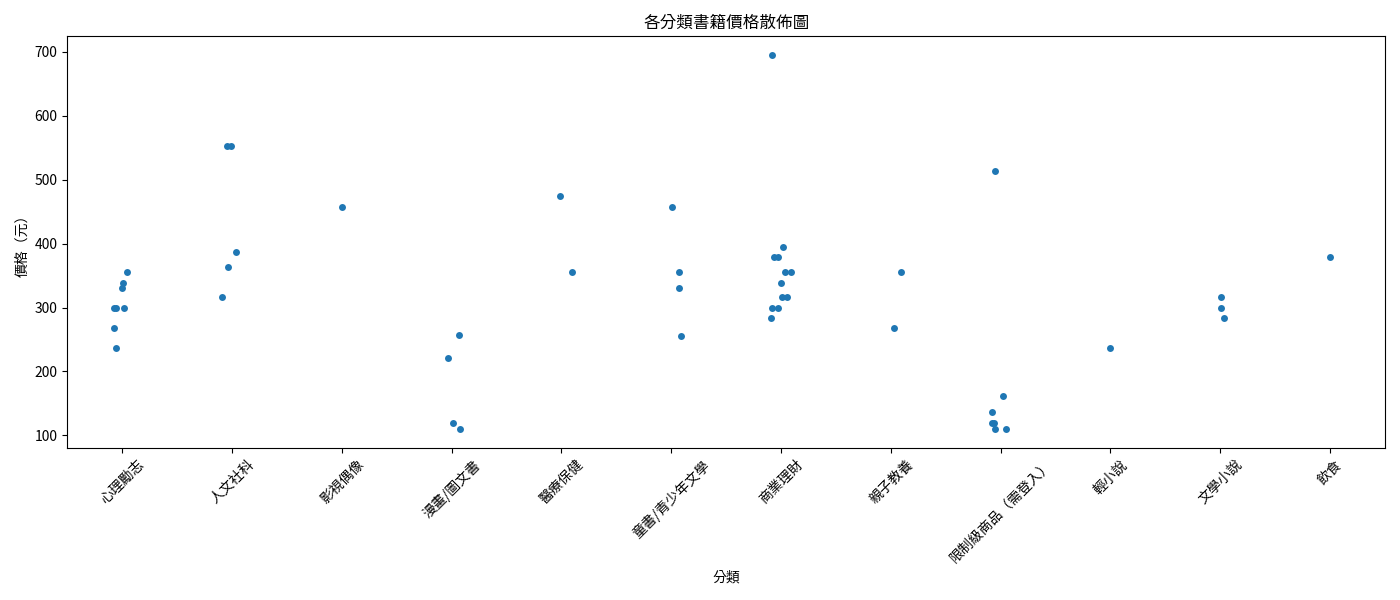 各分類書籍價格散佈圖
價格（元）
700
600
500
400
300
200
100
心理勵志
人文社科
影視偶像
漫畫/圖文書
醫療保健
童書/青少年文學
商業理財
親子教養
限制級商品（需登入）
輕小說
文學小說
飲食
分類